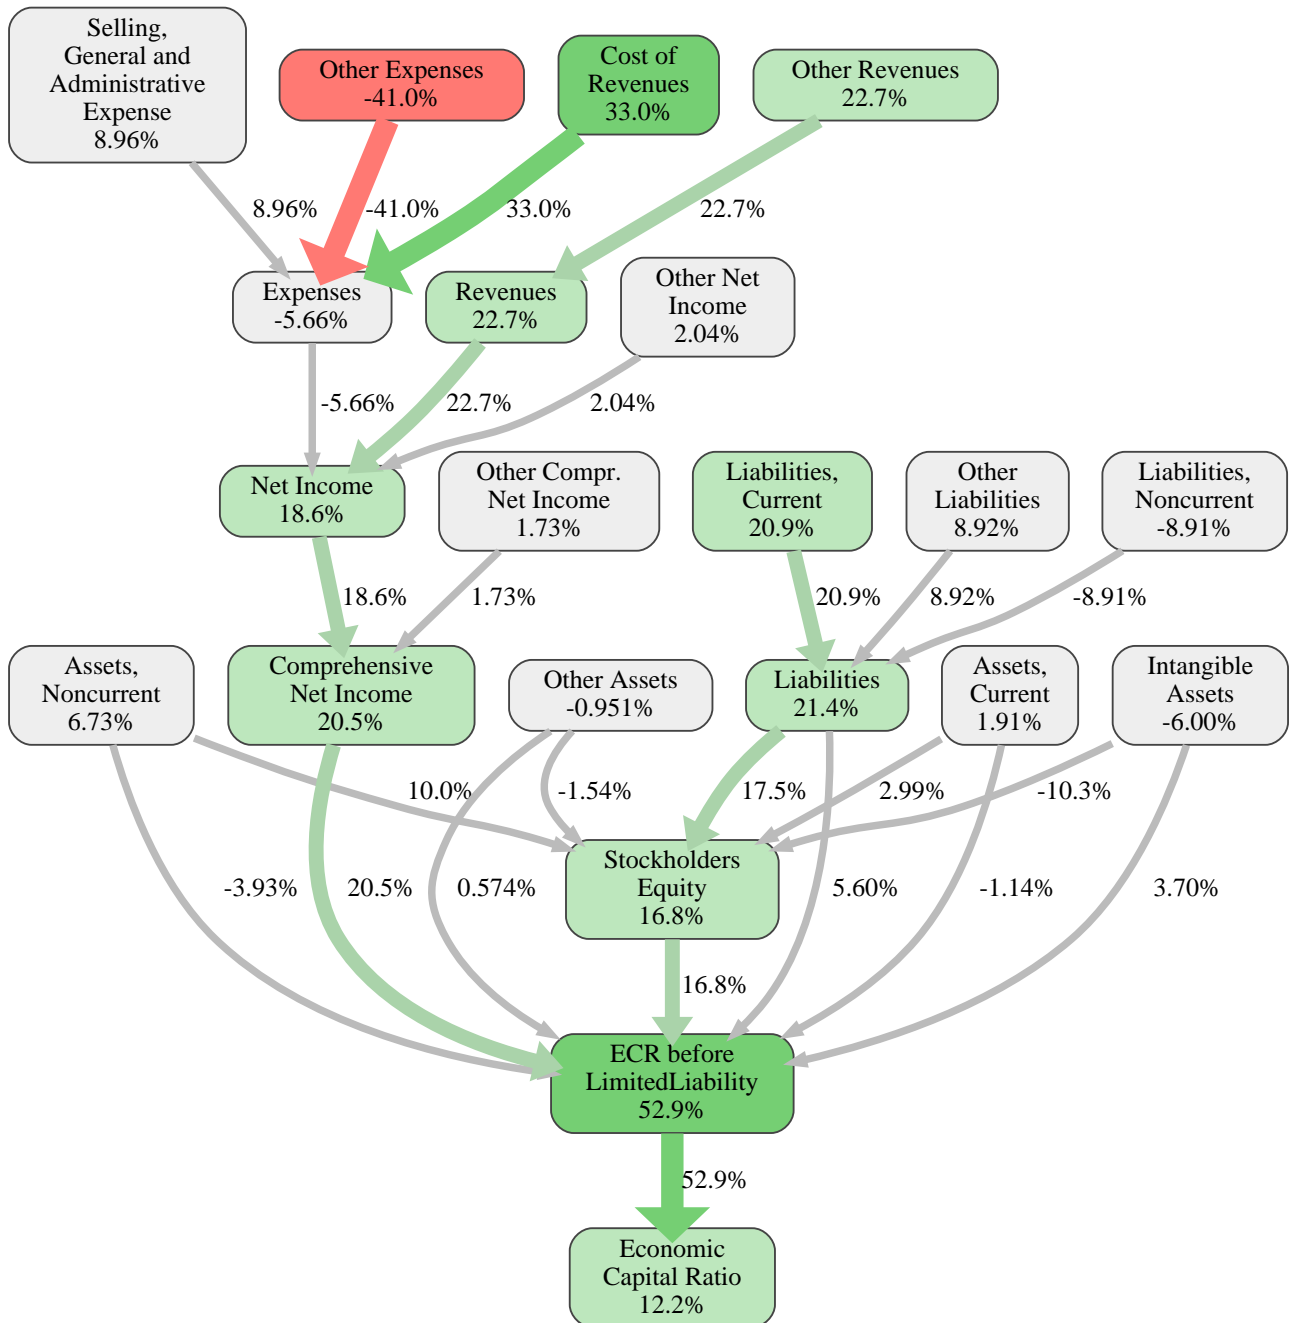 Selling,
General and
Administrative
Expense
8.96%
Other Expenses
-41.0%
Cost of
Revenues
33.0%
Other Revenues
22.7%
8.96%
-41.0%
33.0%
22.7%
Expenses
-5.66%
Revenues
22.7%
Other Net
Income
2.04%
-5.66%
22.7%
2.04%
Net Income
18.6%
Other Compr.
Net Income
1.73%
Liabilities,
Current
20.9%
Other
Liabilities
8.92%
Liabilities,
Noncurrent
-8.91%
18.6%
1.73%
20.9%
8.92%
-8.91%
Assets,
Noncurrent
6.73%
Comprehensive
Net Income
20.5%
Other Assets
-0.951%
Liabilities
21.4%
Assets,
Current
1.91%
Intangible
Assets
-6.00%
10.0%
-1.54%
17.5%
2.99%
-10.3%
Stockholders
Equity
16.8%
-3.93%
20.5%
0.574%
5.60%
-1.14%
3.70%
16.8%
ECR before
LimitedLiability
52.9%
52.9%
Economic
Capital Ratio
12.2%